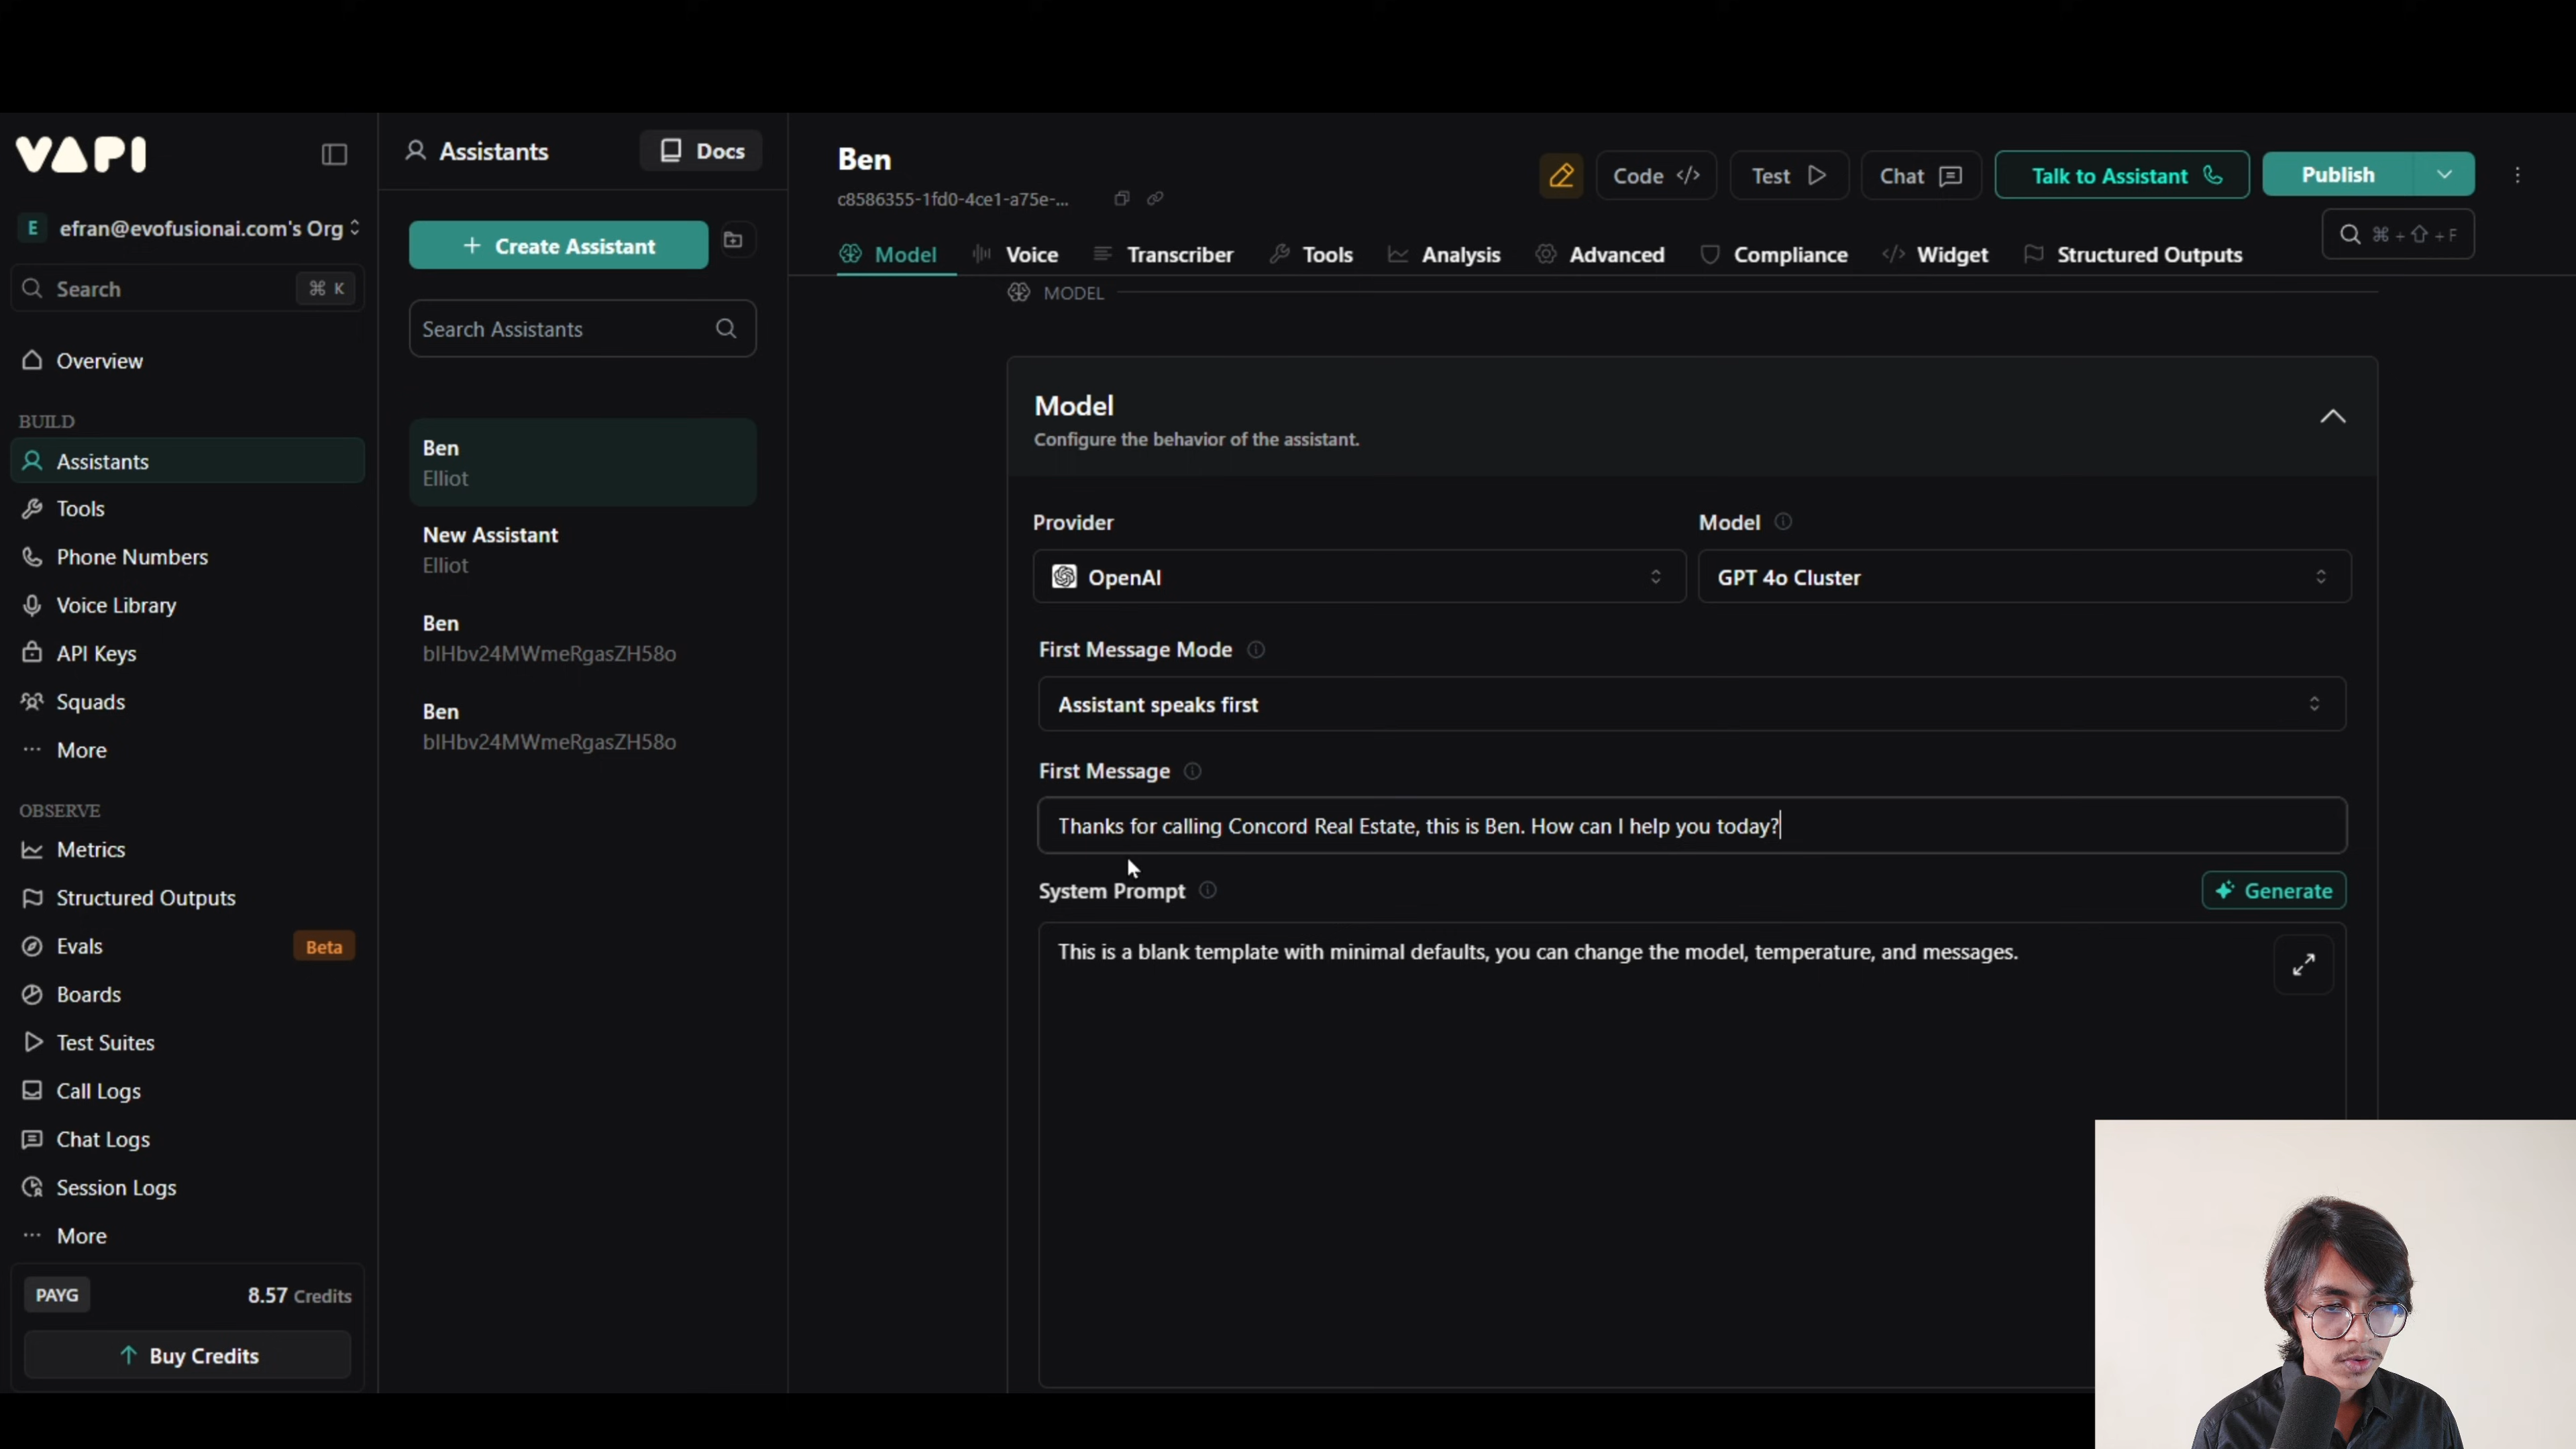 VAPI
E efran@evofusionai.com's Org
Search ⌘ K
Overview
BUILD
Assistants
Tools
Phone Numbers
Voice Library
API Keys
Squads
More
OBSERVE
Metrics
Structured Outputs
Evals Beta
Boards
Test Suites
Call Logs
Chat Logs
Session Logs
More
PAYG 8.57 Credits
Buy Credits
Assistants Docs
+ Create Assistant
Search Assistants
Ben
Elliot
New Assistant
Elliot
Ben
bIHbv24MWmeRgasZH58o
Ben
bIHbv24MWmeRgasZH58o
Ben
c8586355-1fd0-4ce1-a75e-...
Code </> Test Chat Talk to Assistant Publish
⌘ + ⇧ + F
Model Voice Transcriber Tools Analysis Advanced Compliance </> Widget Structured Outputs
MODEL
Model
Configure the behavior of the assistant.
Provider Model
OpenAI GPT 4o Cluster
First Message Mode
Assistant speaks first
First Message
Thanks for calling Concord Real Estate, this is Ben. How can I help you today?
System Prompt Generate
This is a blank template with minimal defaults, you can change the model, temperature, and messages.